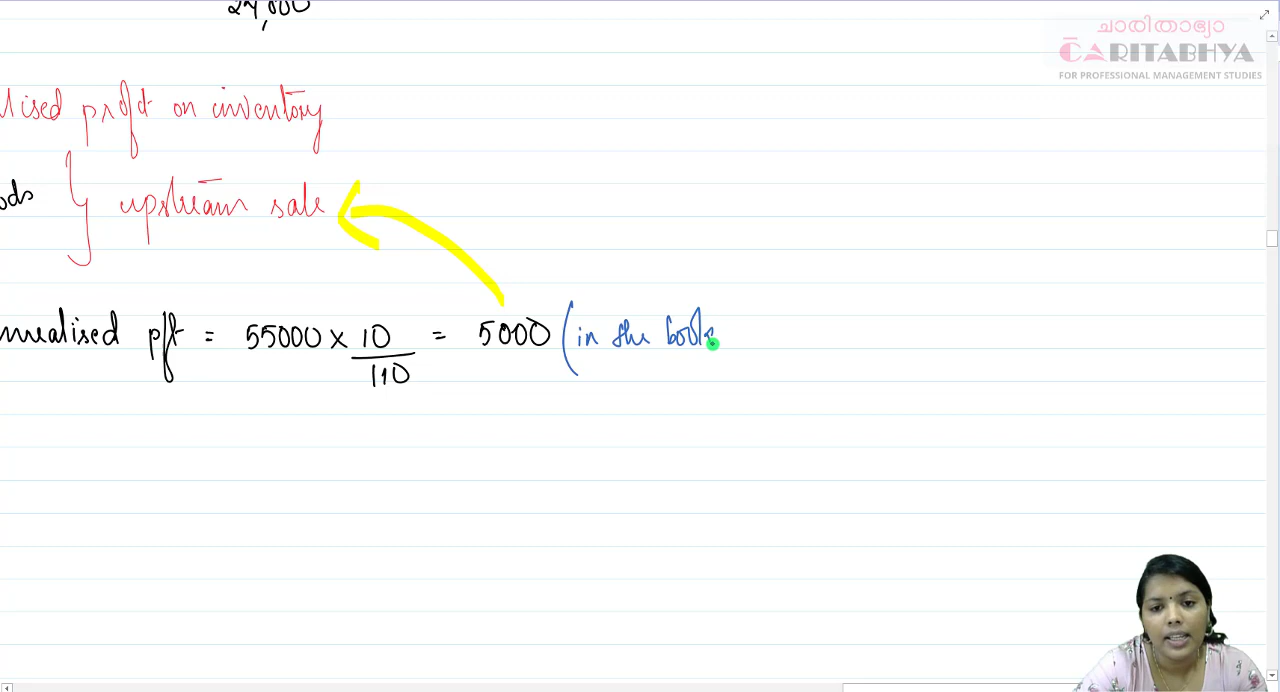 24,000
ചാരിതാഭ്യാ
CARITABHYA
FOR PROFESSIONAL MANAGEMENT STUDIES
lised proft on inventory
ods
upstream sale
nrealised pft = 55000 × 10/110 = 5000 (in the books